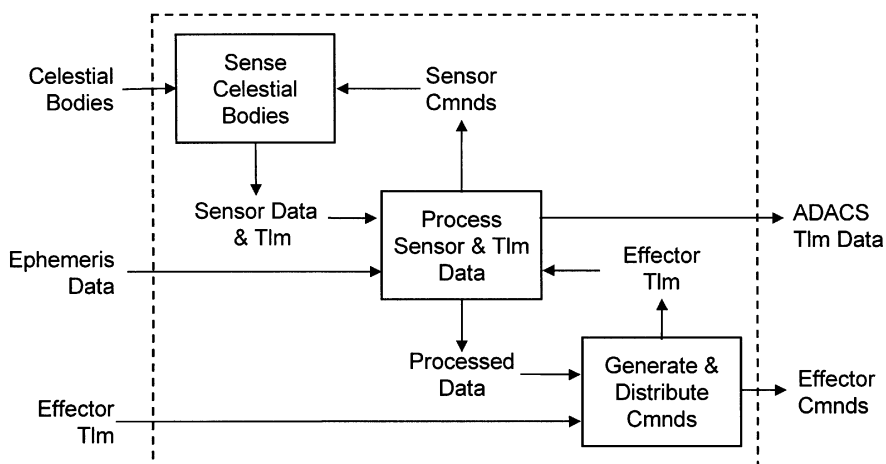 Celestial
Bodies
Sense
Celestial
Bodies
Sensor
Cmnds
Sensor Data
& Tlm
Process
Sensor & Tlm
Data
ADACS
Tlm Data
Ephemeris
Data
Effector
Tlm
Processed
Data
Generate &
Distribute
Cmnds
Effector
Cmnds
Effector
Tlm